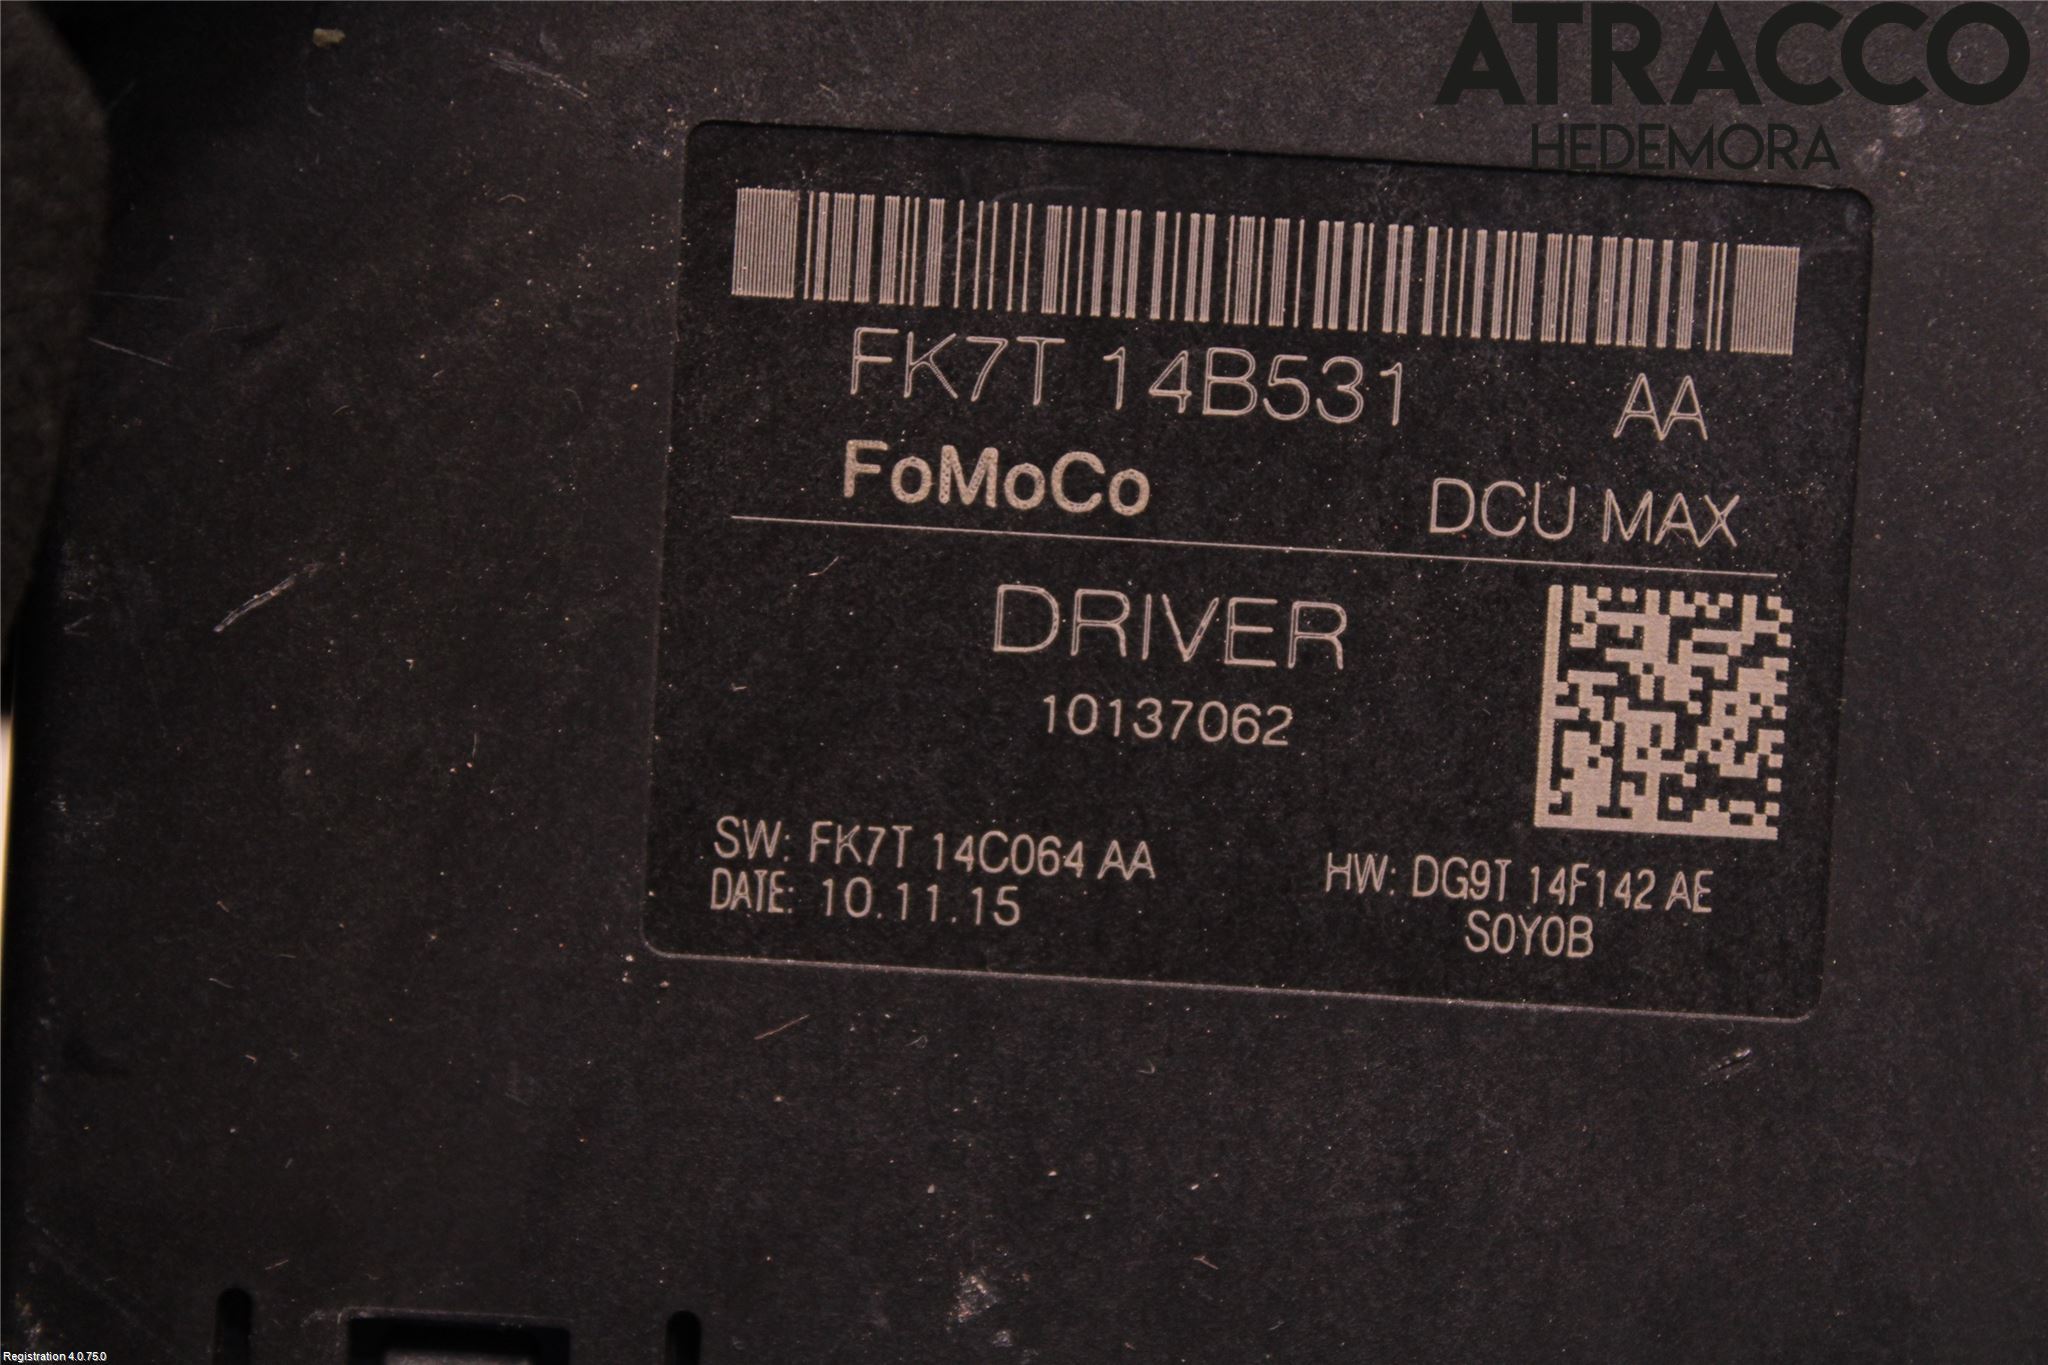 ATRACCO
HEDEMORA
FK7T 14B531 AA
FoMoCo DCU MAX
DRIVER
10137062
SW: FK7T 14C064 AA
HW: DG9T 14F142 AE
DATE: 10.11.15
S0Y0B
Registration 4.0.75.0